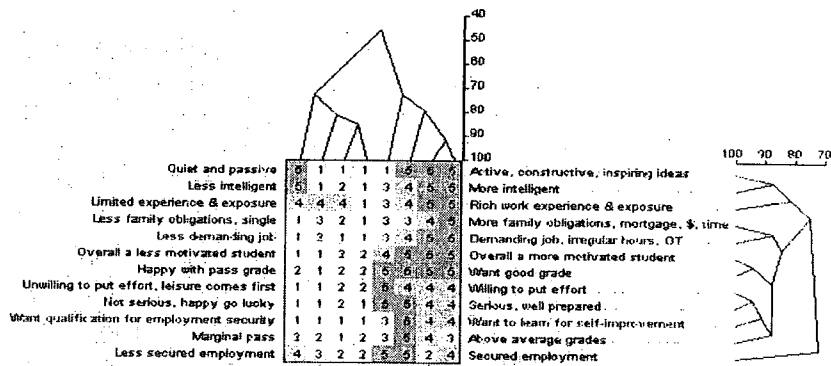 40
50
60
70
80
90
100
100 90 80 70
Quiet and passive 5 1 1 1 1 5 5 5 Active, constructive, inspiring ideas
Less intelligent 5 1 2 1 3 4 5 5 More intelligent
Limited experience & exposure 4 4 4 1 3 4 5 5 Rich work experience & exposure
Less family obligations, single 1 3 2 1 3 3 4 5 More family obligations, mortgage, $, time
Less demanding job 1 1 1 3 4 5 5 Demanding job, irregular hours, OT
Overall a less motivated student 1 1 2 2 4 5 5 5 Overall a more motivated student
Happy with pass grade 2 1 2 2 5 5 5 5 Want good grade
Unwilling to put effort, leisure comes first 1 1 2 2 5 4 4 4 Willing to put effort
Not serious, happy go lucky 1 1 2 1 5 5 4 4 Serious, well prepared
Want qualification for employment security 1 1 1 1 3 5 4 4 Want to learn for self-improvement
Marginal pass 3 2 1 2 3 5 4 3 Above average grades
Less secured employment 4 3 2 2 5 5 2 4 Secured employment